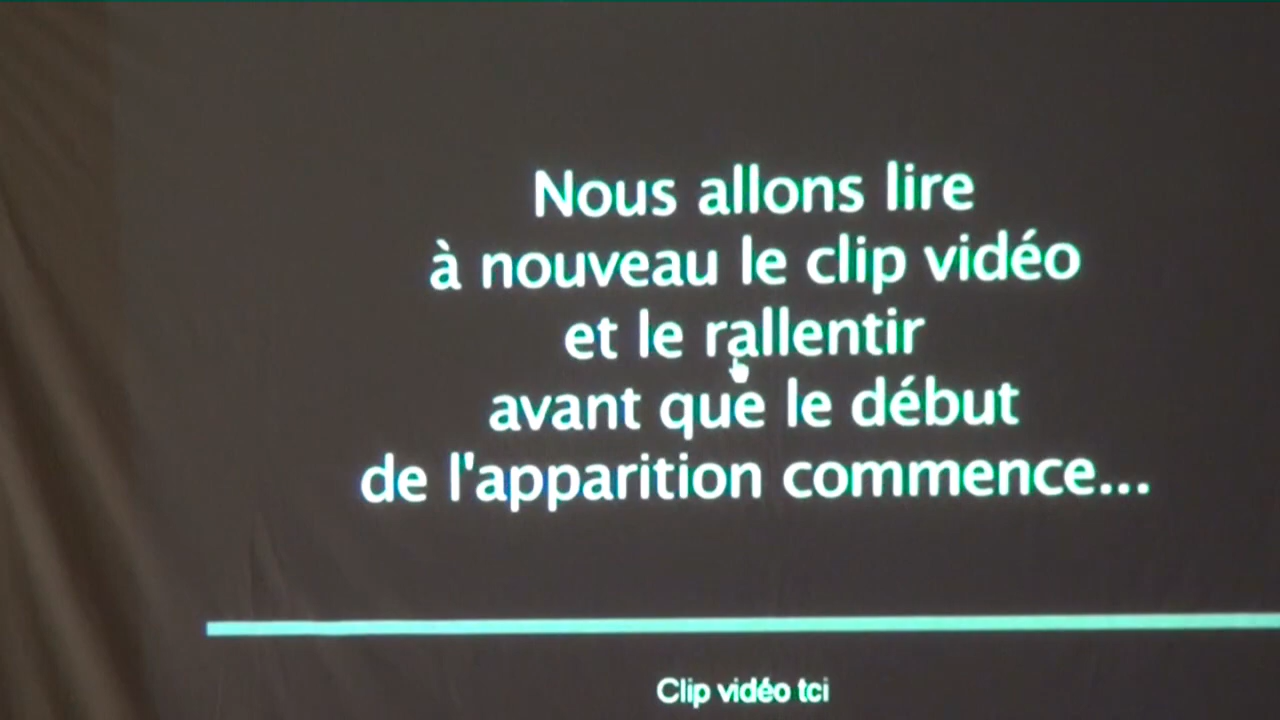 Nous allons lire
à nouveau le clip vidéo
et le rallentir
avant que le début
de l'apparition commence...
Clip vidéo tci